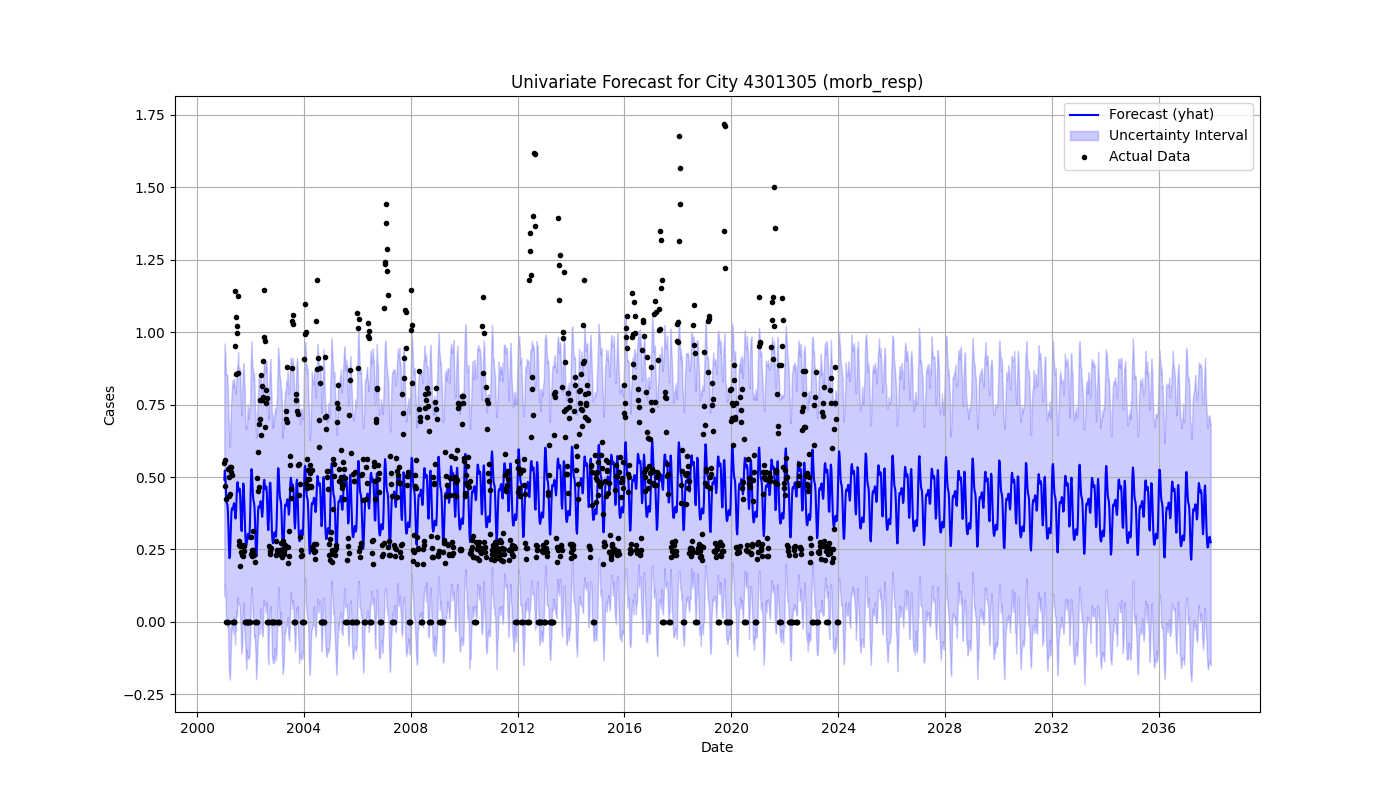 Univariate Forecast for City 4301305 (morb_resp)
Forecast (yhat)
Uncertainty Interval
Actual Data
Cases
1.75
1.50
1.25
1.00
0.75
0.50
0.25
0.00
−0.25
2000 2004 2008 2012 2016 2020 2024 2028 2032 2036
Date